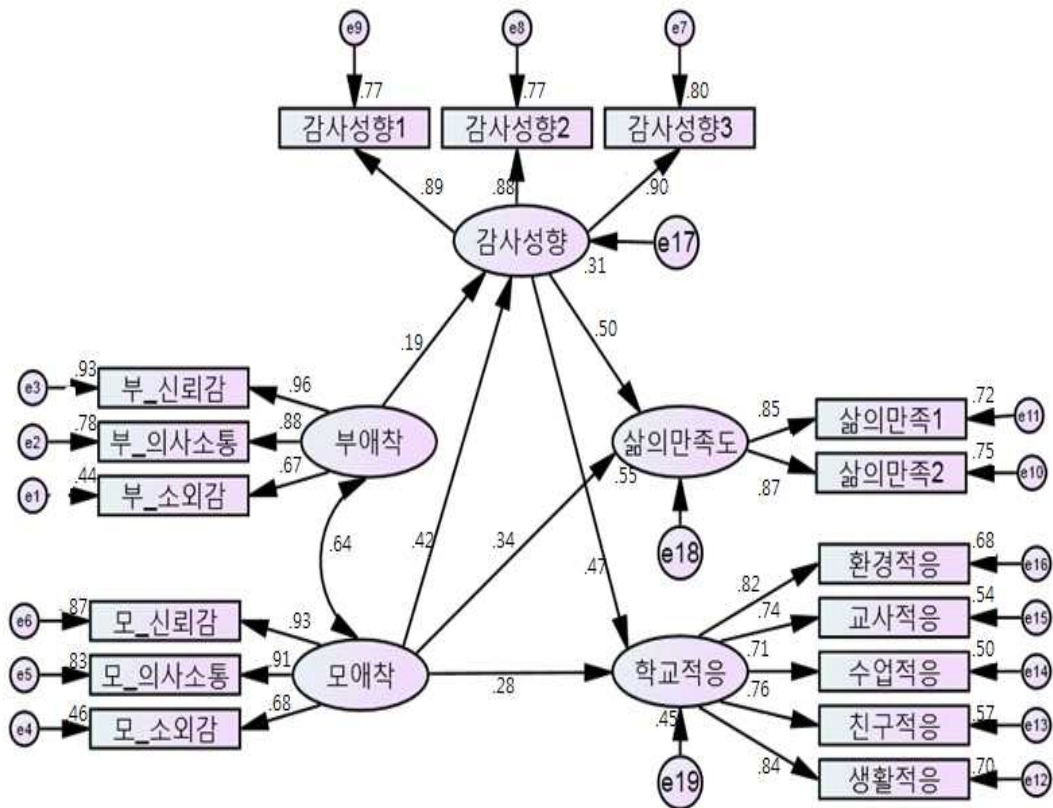 e9
e8
e7
.77
.77
.80
감사성향1
감사성향2
감사성향3
.89
.88
.90
감사성향
e17
.31
.19
.50
e3
.93
부_신뢰감
.96
e2
.78
부_의사소통
.88
부애착
e1
.44
부_소외감
.67
삶의만족도
.55
.85
삶의만족1
.72
e11
.87
삶의만족2
.75
e10
e18
.64
.42
.34
.47
e6
.87
모_신뢰감
.93
e5
.83
모_의사소통
.91
모애착
e4
.46
모_소외감
.68
.28
학교적응
.45
e19
.82
환경적응
.68
e16
.74
교사적응
.54
e15
.71
수업적응
.50
e14
.76
친구적응
.57
e13
.84
생활적응
.70
e12